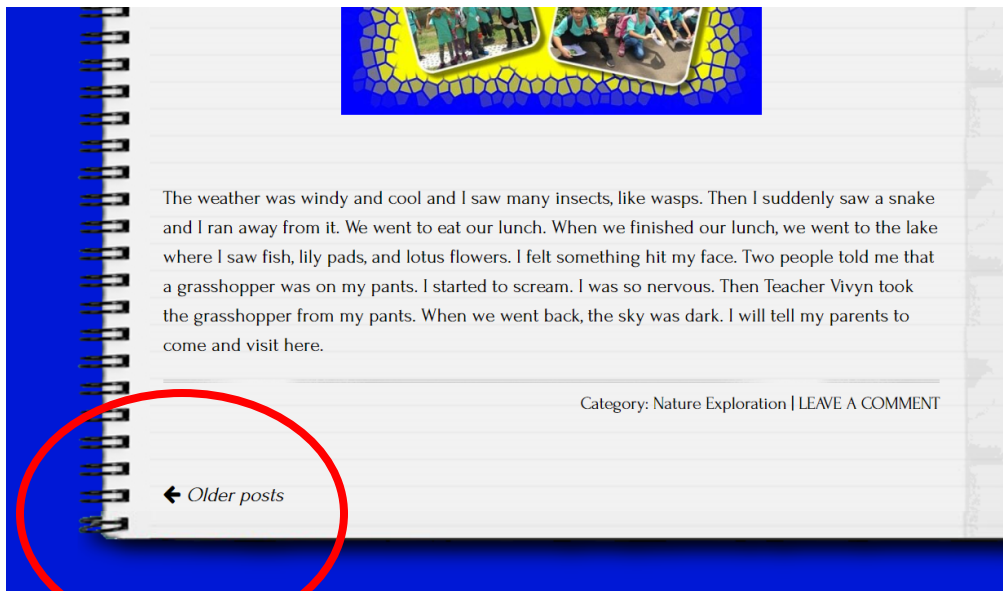 The weather was windy and cool and I saw many insects, like wasps. Then I suddenly saw a snake
and I ran away from it. We went to eat our lunch. When we finished our lunch, we went to the lake
where I saw fish, lily pads, and lotus flowers. I felt something hit my face. Two people told me that
a grasshopper was on my pants. I started to scream. I was so nervous. Then Teacher Vivyn took
the grasshopper from my pants. When we went back, the sky was dark. I will tell my parents to
come and visit here.
Category: Nature Exploration | LEAVE A COMMENT
← Older posts